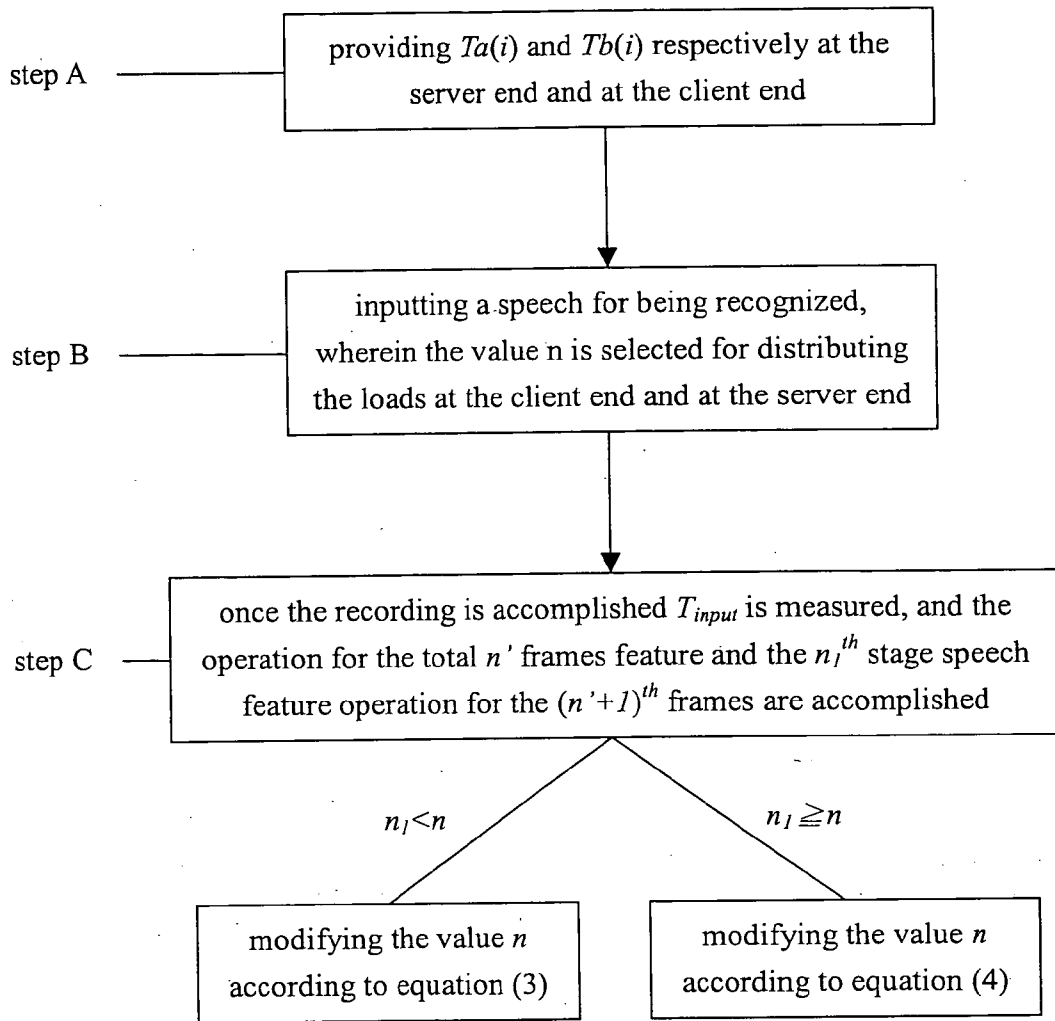 step A
providing Ta(i) and Tb(i) respectively at the
server end and at the client end
step B
inputting a speech for being recognized,
wherein the value n is selected for distributing
the loads at the client end and at the server end
step C
once the recording is accomplished T_input is measured, and the
operation for the total n' frames feature and the n_1^th stage speech
feature operation for the (n'+1)^th frames are accomplished
n_1<n
n_1≧n
modifying the value n
according to equation (3)
modifying the value n
according to equation (4)